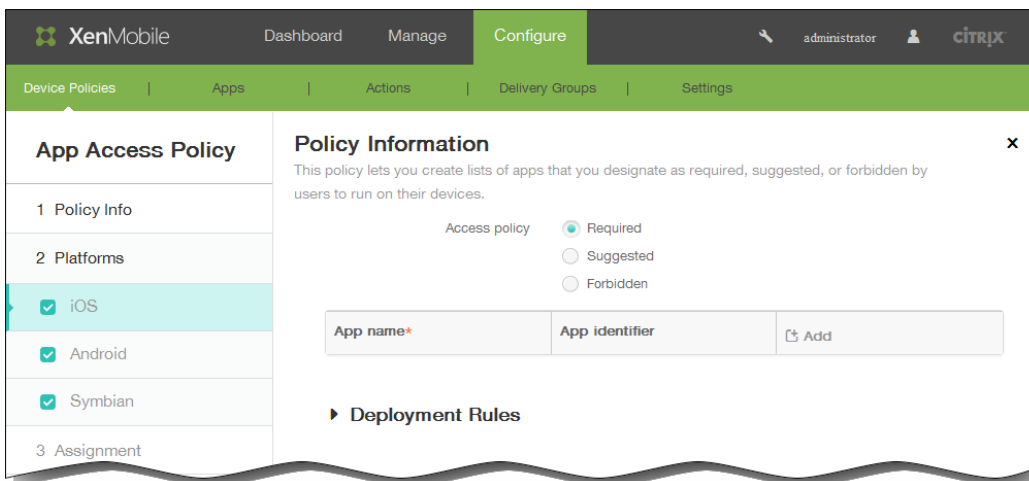 XenMobile Dashboard Manage Configure administrator CİTRIX
Device Policies | Apps | Actions | Delivery Groups | Settings
App Access Policy
1 Policy Info
2 Platforms
iOS
Android
Symbian
3 Assignment
Policy Information x
This policy lets you create lists of apps that you designate as required, suggested, or forbidden by
users to run on their devices.
Access policy Required
Suggested
Forbidden
App name* App identifier Add
Deployment Rules